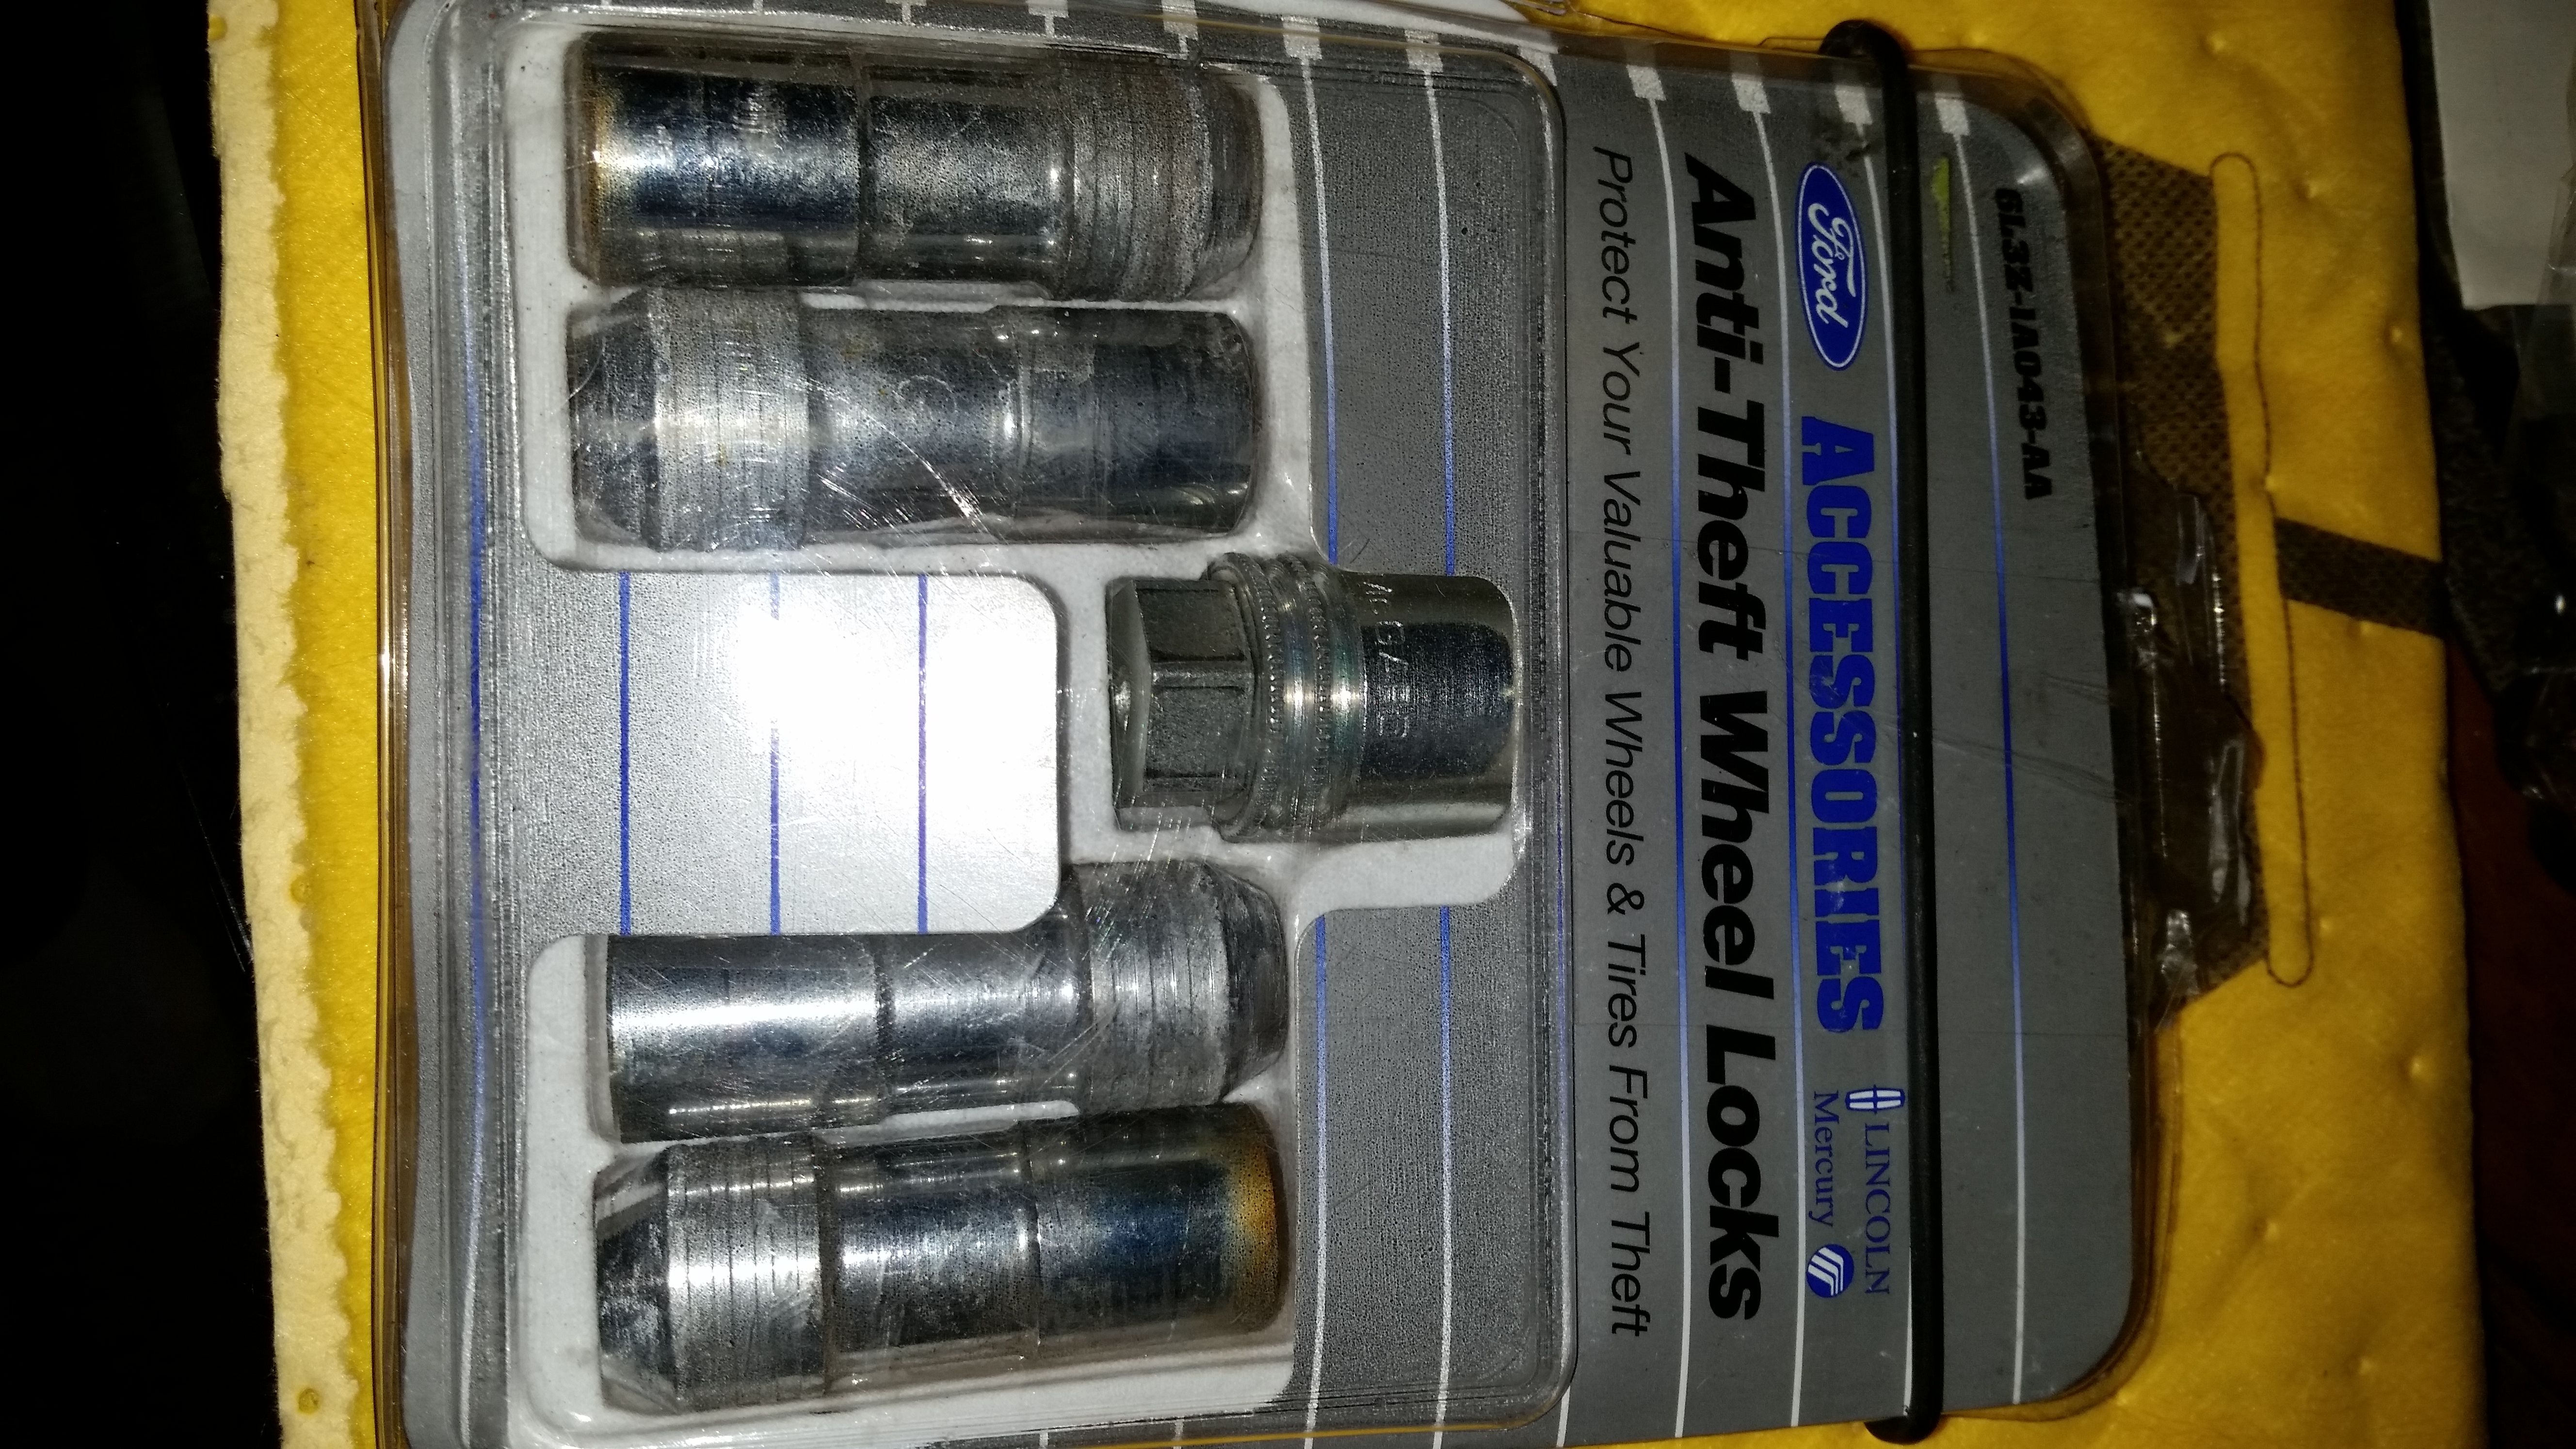 6L3Z-1A043-AA
Ford ACCESSORIES LINCOLN
Mercury
Anti-Theft Wheel Locks
Protect Your Valuable Wheels & Tires From Theft